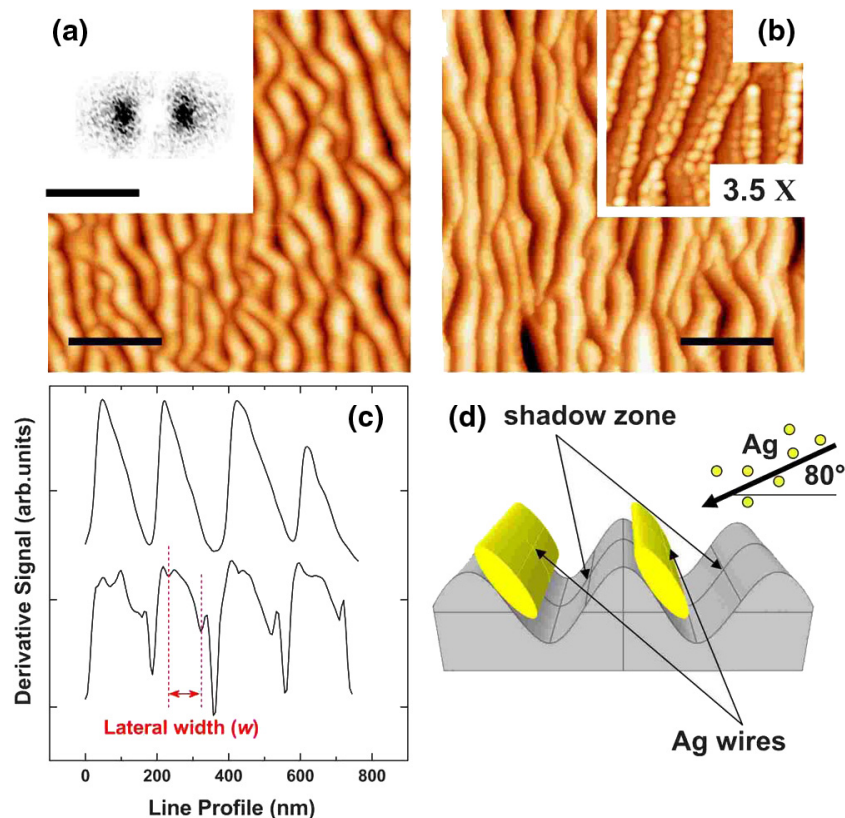 (a)
(b)
3.5 X
(c)
Derivative Signal (arb.units)
Lateral width (w)
0 200 400 600 800
Line Profile (nm)
(d)
shadow zone
Ag
80°
Ag wires